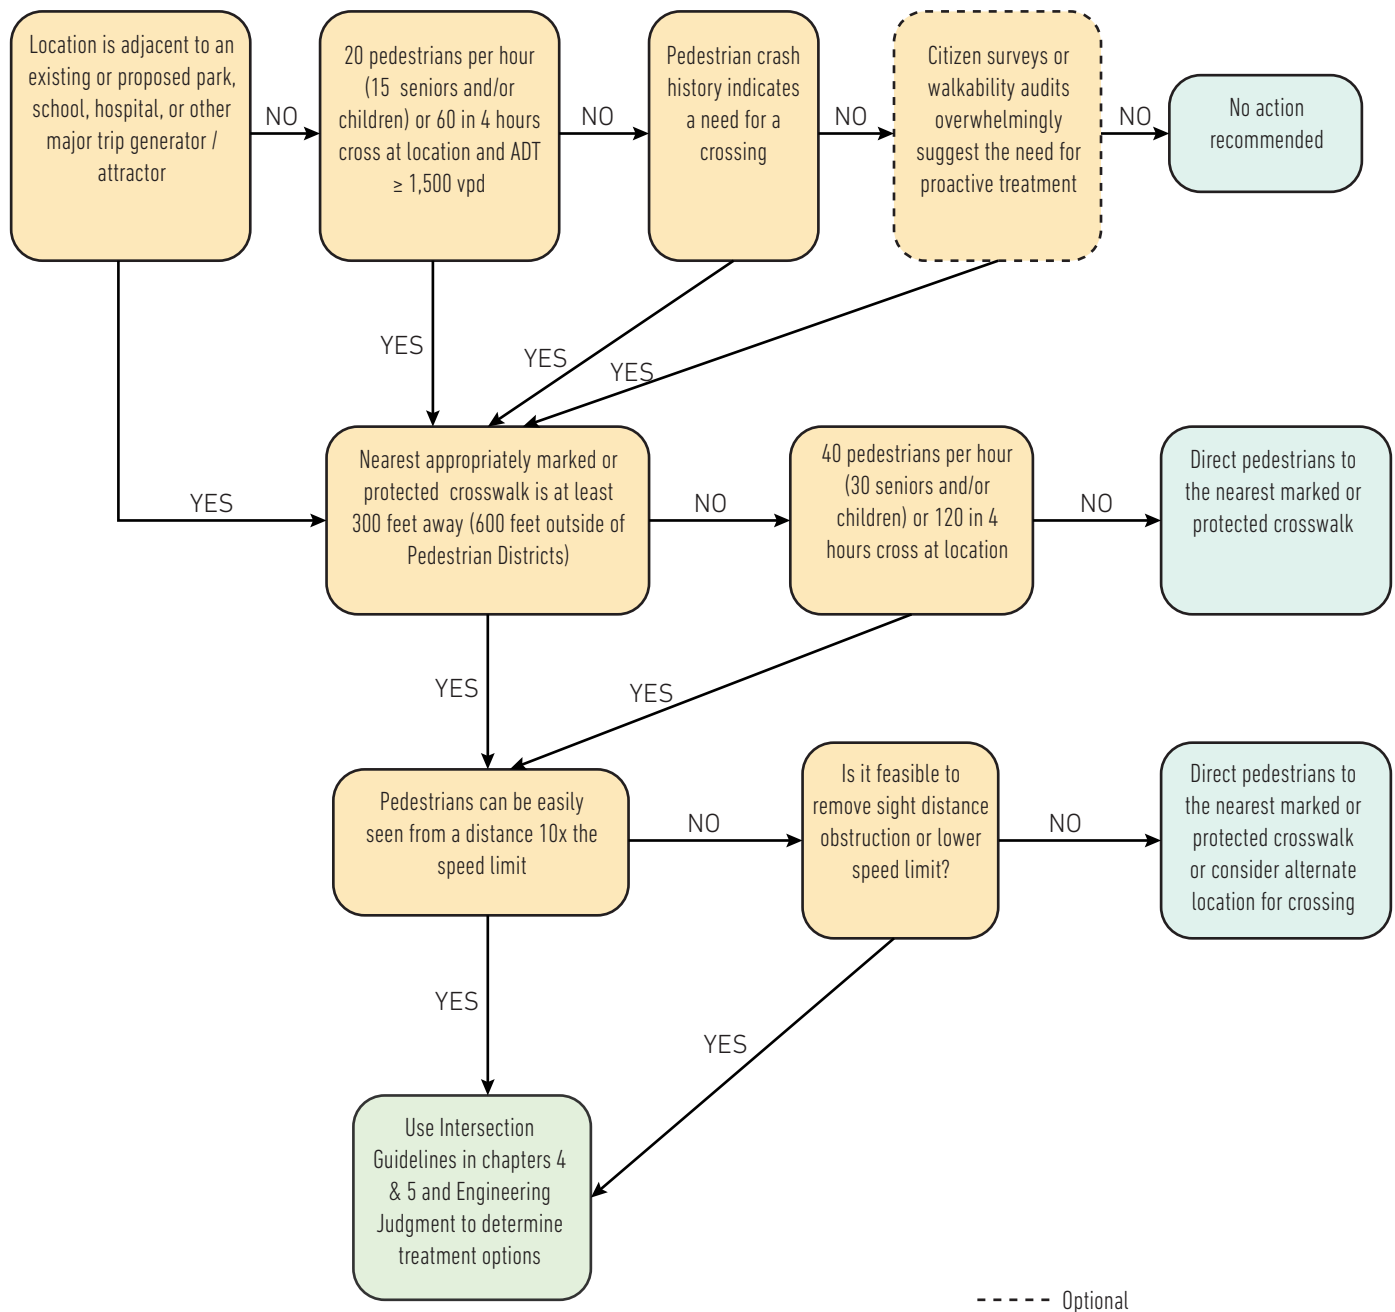 Location is adjacent to an
existing or proposed park,
school, hospital, or other
major trip generator /
attractor
NO
20 pedestrians per hour
(15 seniors and/or
children) or 60 in 4 hours
cross at location and ADT
≥ 1,500 vpd
NO
Pedestrian crash
history indicates
a need for a
crossing
NO
Citizen surveys or
walkability audits
overwhelmingly
suggest the need for
proactive treatment
NO
No action
recommended
YES
YES
YES
YES
Nearest appropriately marked or
protected crosswalk is at least
300 feet away (600 feet outside of
Pedestrian Districts)
NO
40 pedestrians per hour
(30 seniors and/or
children) or 120 in 4
hours cross at location
NO
Direct pedestrians to
the nearest marked or
protected crosswalk
YES
YES
Pedestrians can be easily
seen from a distance 10x the
speed limit
NO
Is it feasible to
remove sight distance
obstruction or lower
speed limit?
NO
Direct pedestrians to
the nearest marked or
protected crosswalk
or consider alternate
location for crossing
YES
YES
Use Intersection
Guidelines in chapters 4
& 5 and Engineering
Judgment to determine
treatment options
Optional